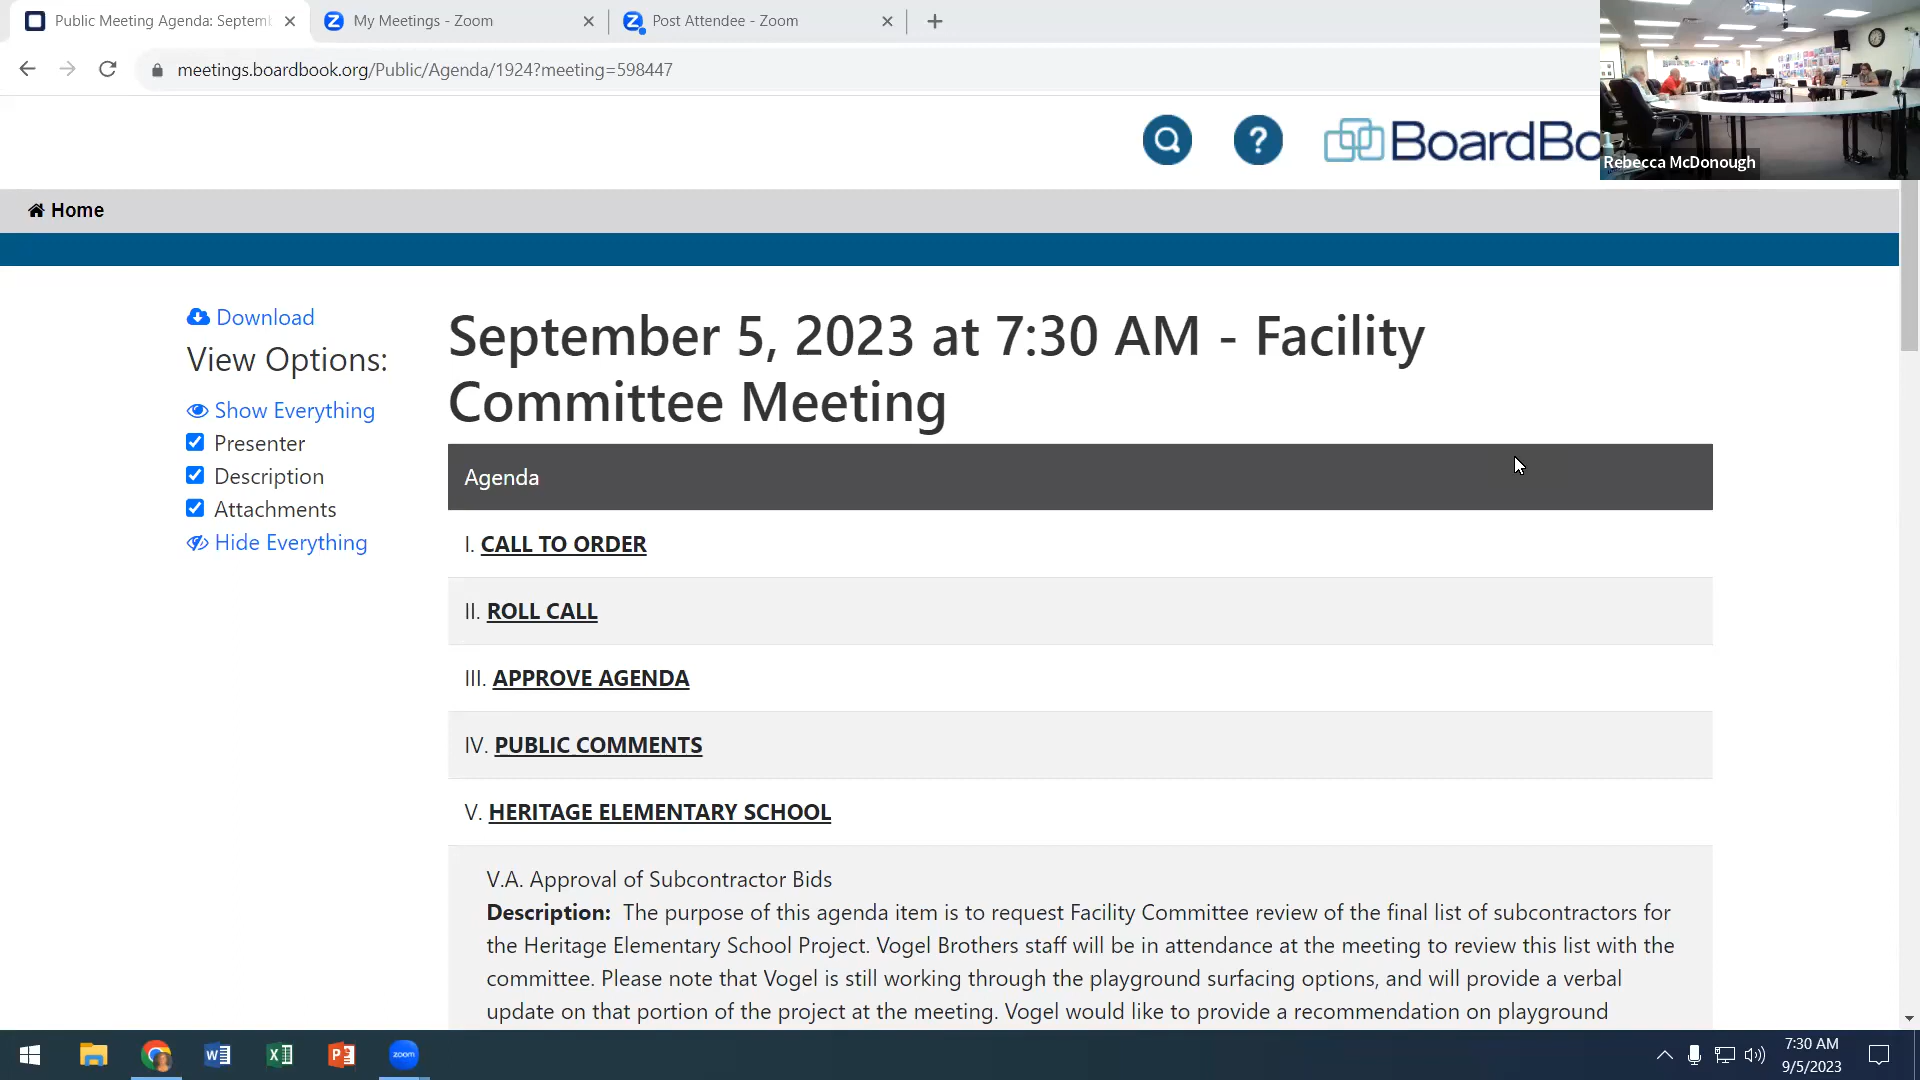 Public Meeting Agenda: Septem
My Meetings - Zoom
Post Attendee - Zoom
meetings.boardbook.org/Public/Agenda/1924?meeting=598447
BoardBo
Rebecca McDonough
Home
Download
View Options:
Show Everything
Presenter
Description
Attachments
Hide Everything
September 5, 2023 at 7:30 AM - Facility
Committee Meeting
Agenda
I. CALL TO ORDER
II. ROLL CALL
III. APPROVE AGENDA
IV. PUBLIC COMMENTS
V. HERITAGE ELEMENTARY SCHOOL
V.A. Approval of Subcontractor Bids
Description: The purpose of this agenda item is to request Facility Committee review of the final list of subcontractors for
the Heritage Elementary School Project. Vogel Brothers staff will be in attendance at the meeting to review this list with the
committee. Please note that Vogel is still working through the playground surfacing options, and will provide a verbal
update on that portion of the project at the meeting. Vogel would like to provide a recommendation on playground
zoom
7:30 AM
9/5/2023